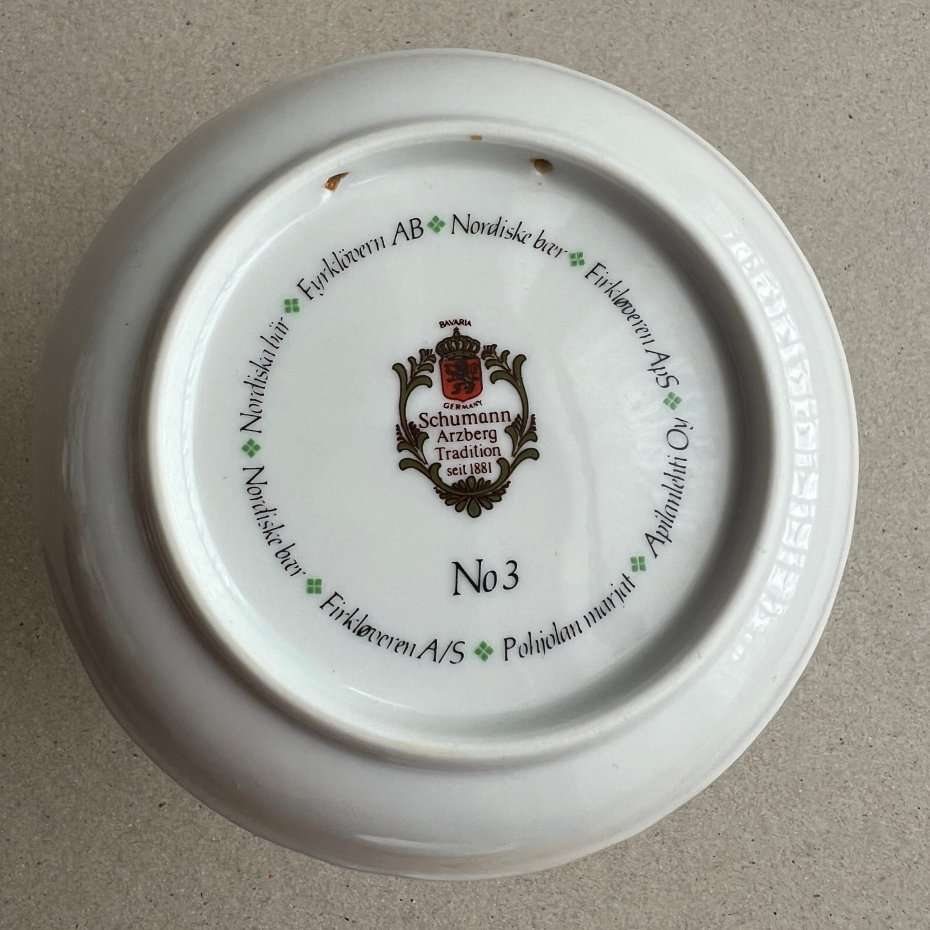 BAVARIA
GERMANY
Schumann
Arzberg
Tradition
seit 1881
No 3
Nordiska bär
Fyrklövern AB
Nordiske bær
Firkløveren ApS
Apilanlehti Oy
Pohjolan marjat
Firkløveren A/S
Nordiske bær